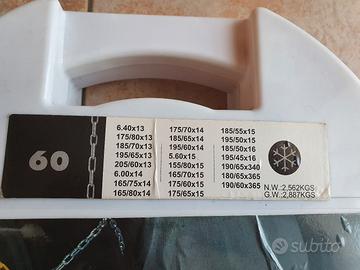 60
6.40x13
175/80x13
185/70x13
195/65x13
205/60x13
6.00x14
165/75x14
165/80x14
175/70x14
185/65x14
195/60x14
5.60x15
155/80x15
165/70x15
175/60x15
175/65x15
185/55x15
195/50x15
185/50x16
195/45x16
190/65x340
180/65x365
190/60x365
N.W.:2,562KGS
G.W.:2,887KGS
subito